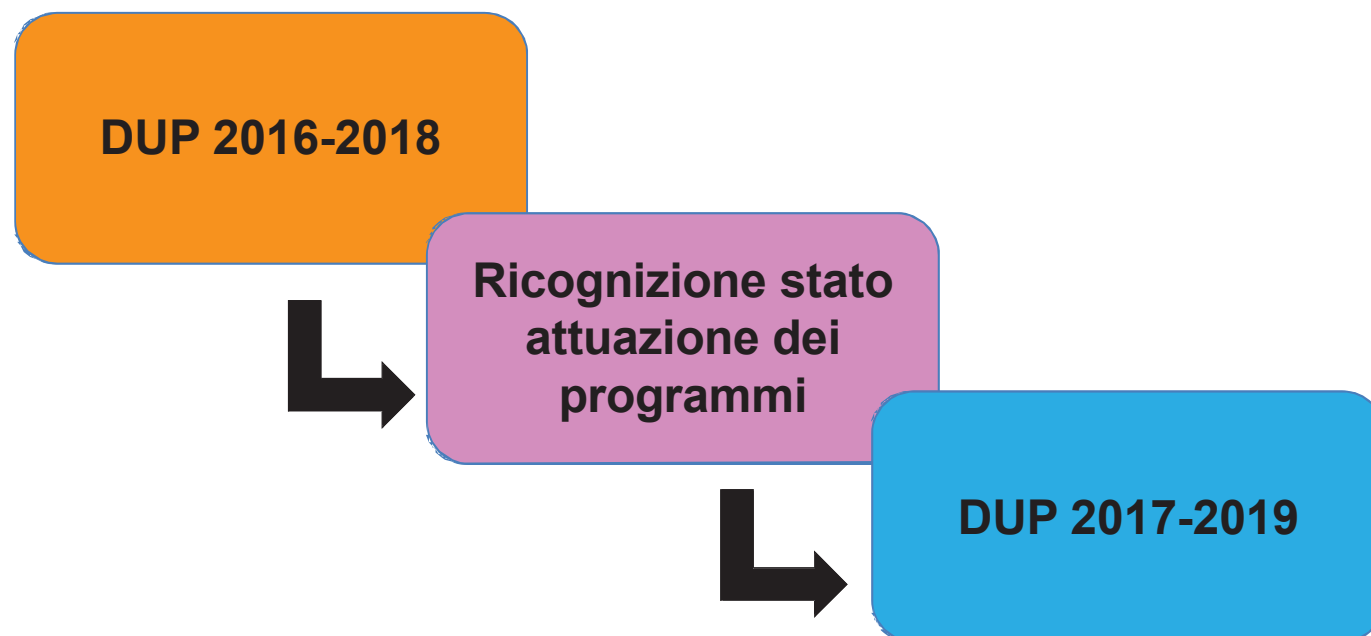 DUP 2016-2018
Ricognizione stato
attuazione dei
programmi
DUP 2017-2019